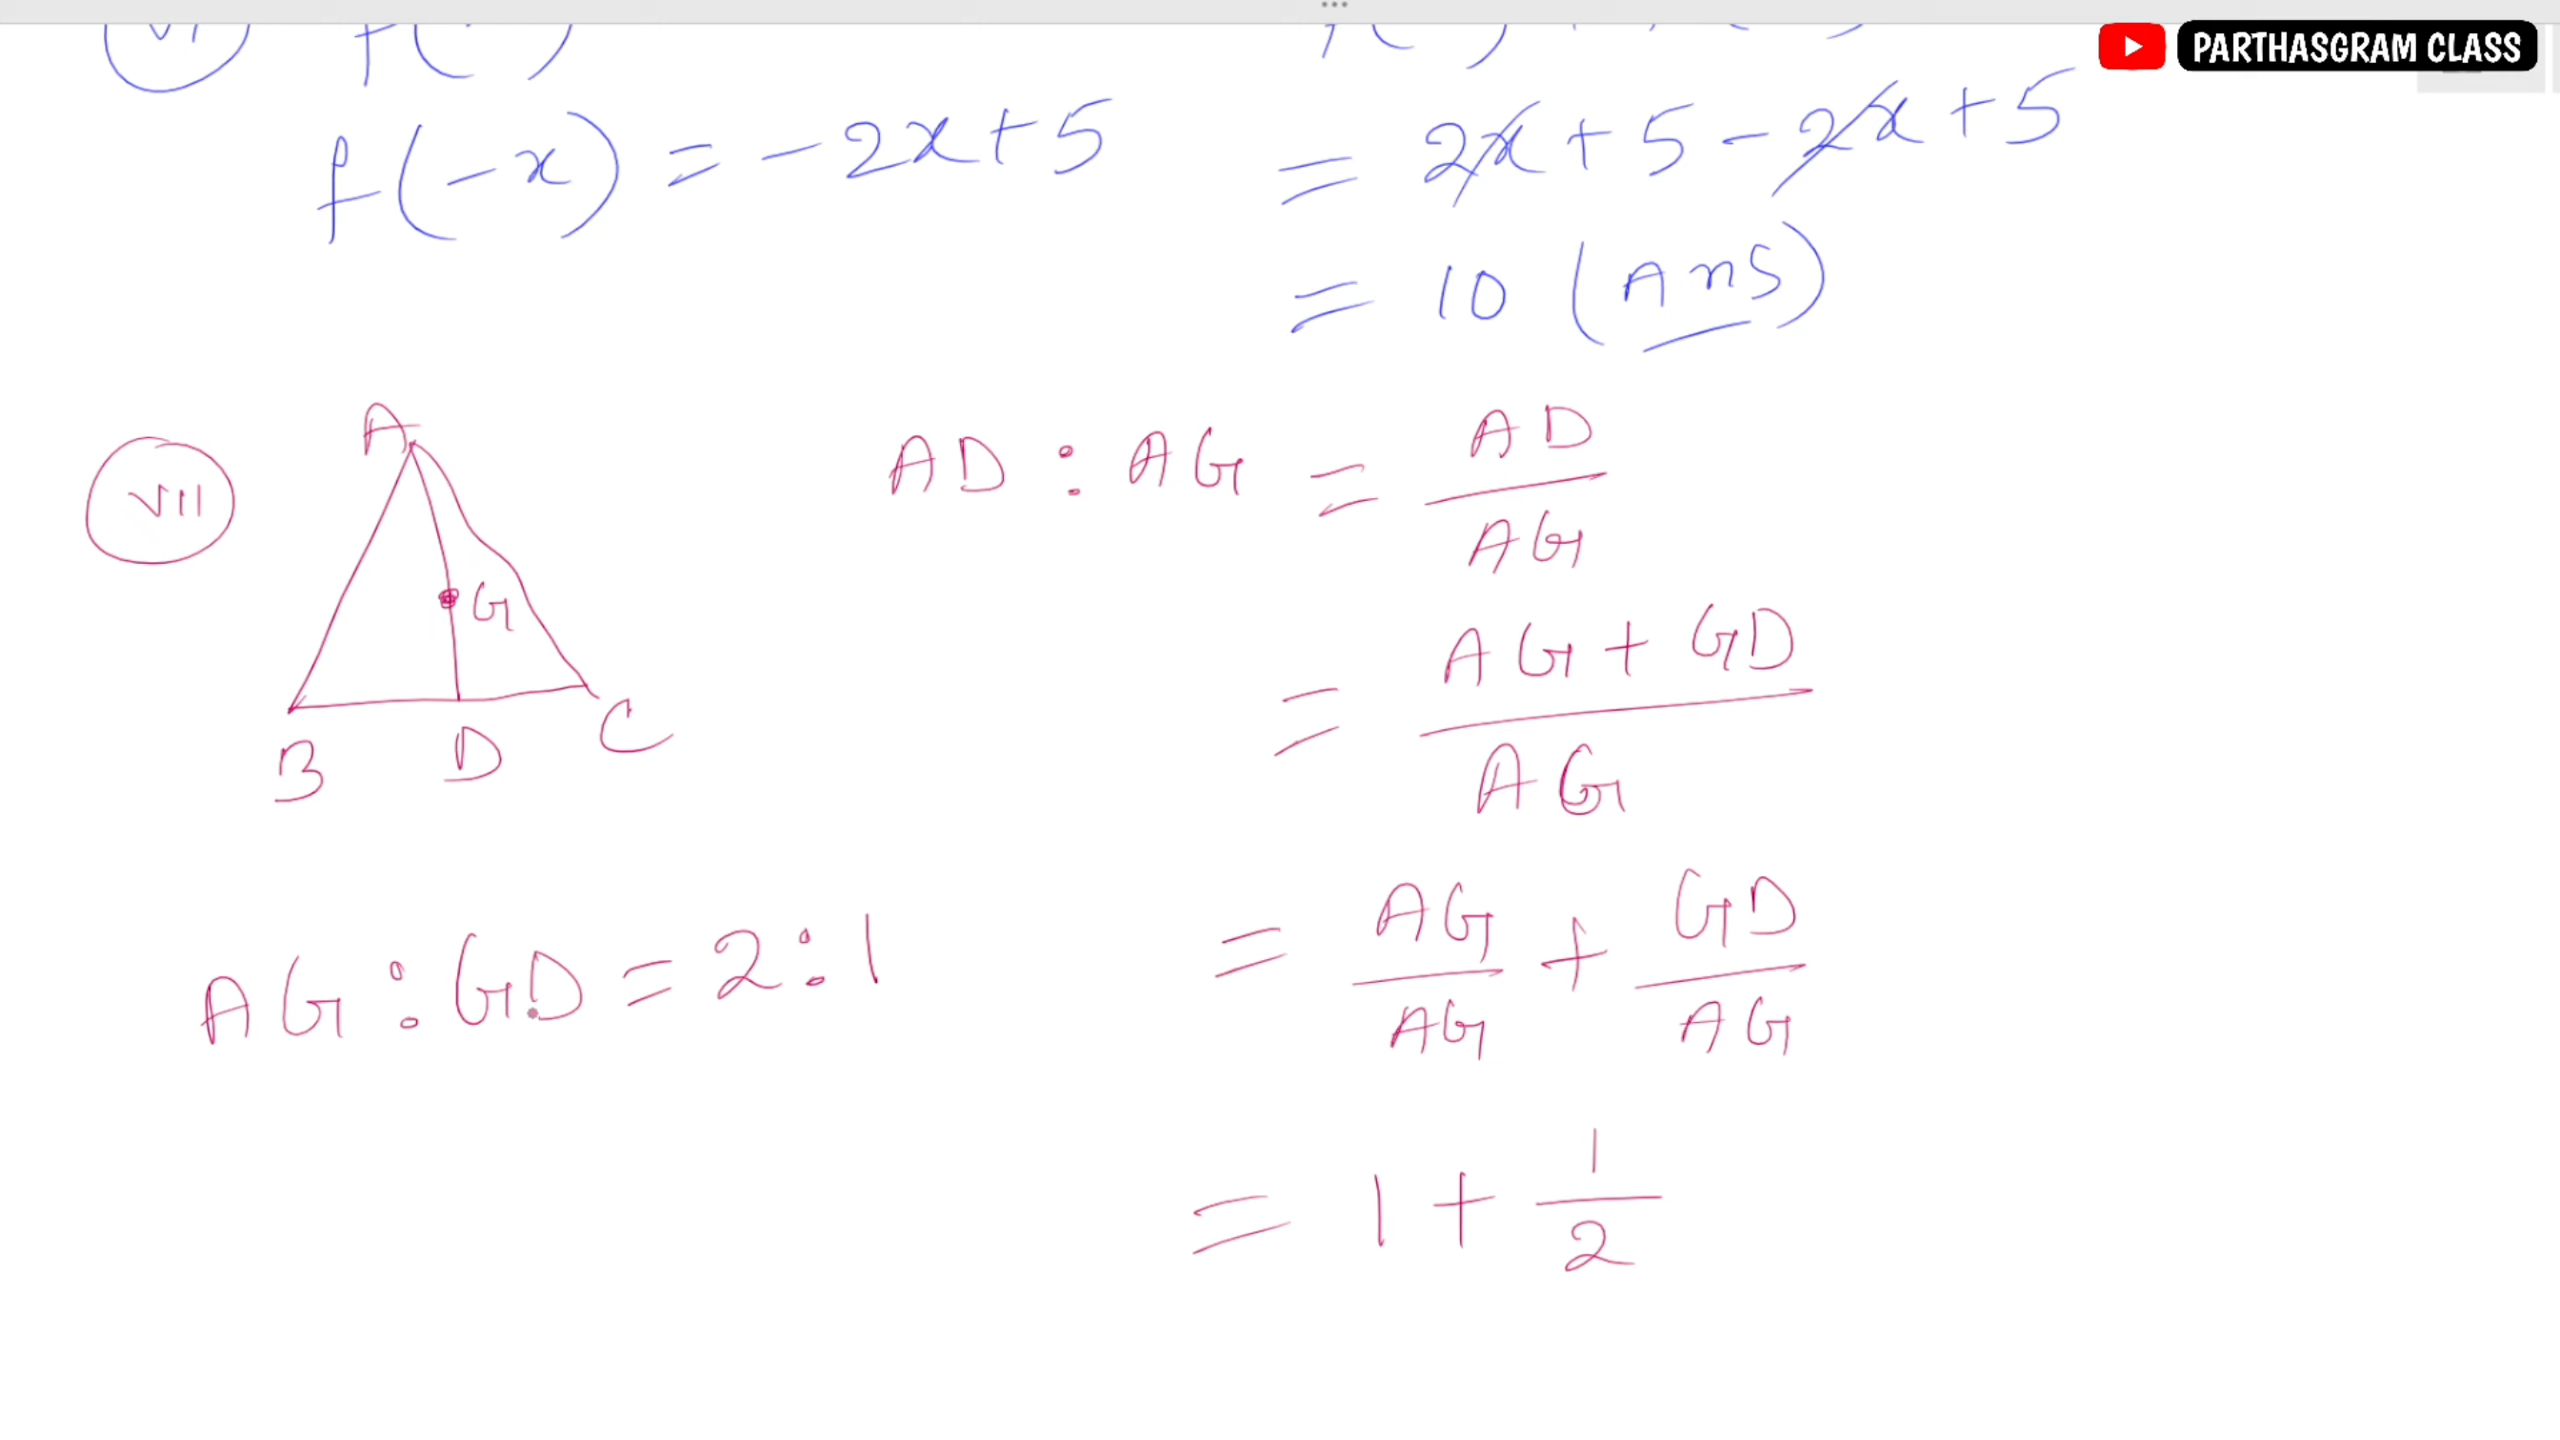 PARTHASGRAM CLASS
f(-x) = -2x+5
= 2x+5-2x+5
= 10 (Ans)
VII
A
G
B D C
AD : AG = AD/AG
= AG+GD/AG
= AG/AG + GD/AG
AG : GD = 2 : 1
= 1 + 1/2